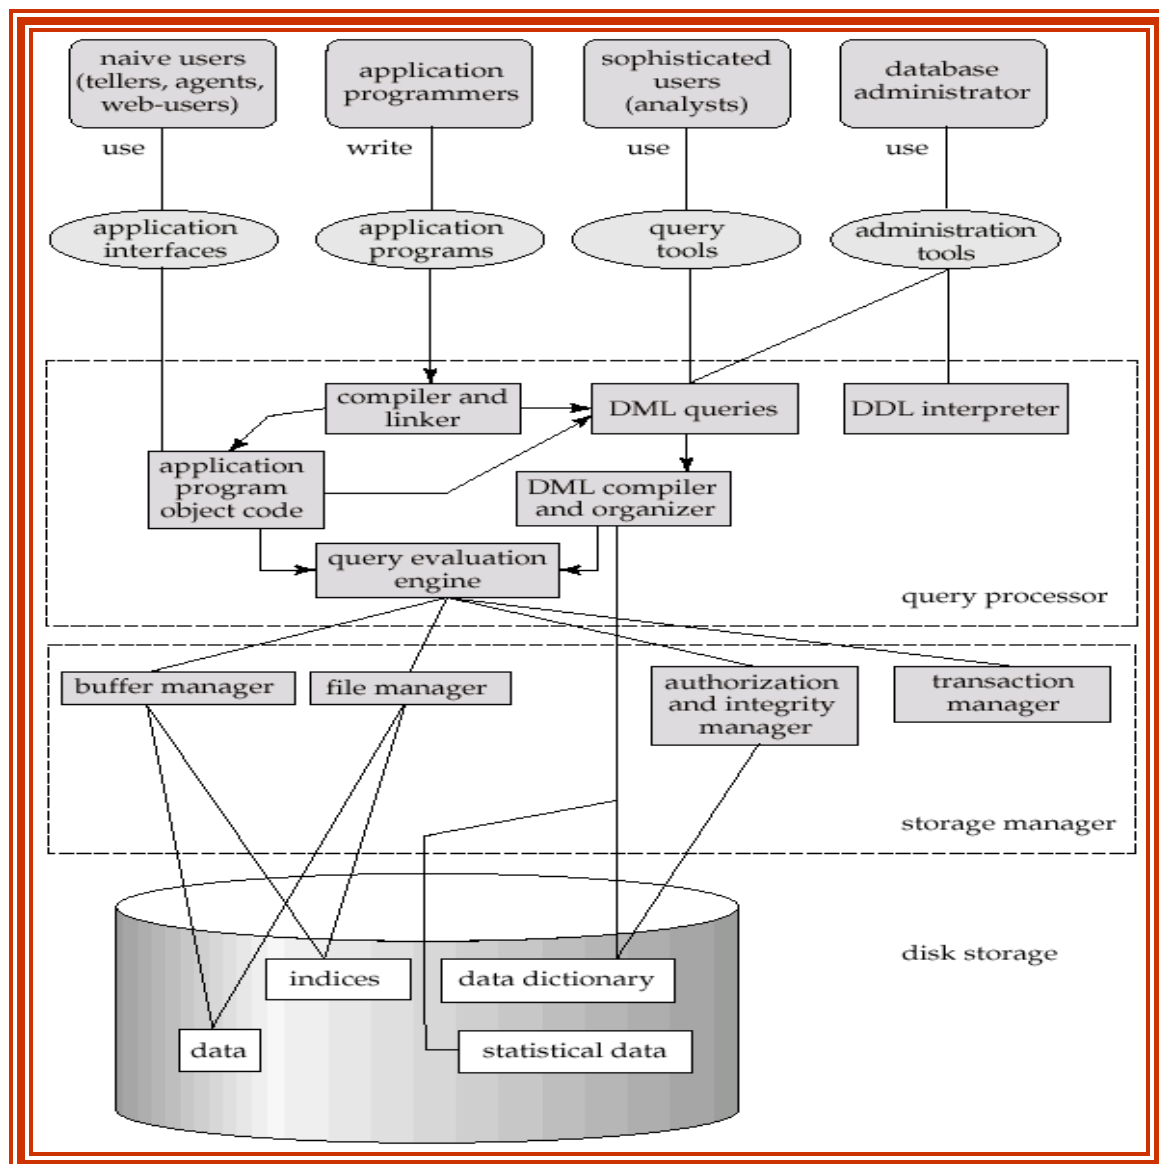 naive users
(tellers, agents,
web-users)
application
programmers
sophisticated
users
(analysts)
database
administrator
use
write
use
use
application
interfaces
application
programs
query
tools
administration
tools
compiler and
linker
DML queries
DDL interpreter
application
program
object code
DML compiler
and organizer
query evaluation
engine
query processor
buffer manager
file manager
authorization
and integrity
manager
transaction
manager
storage manager
disk storage
indices
data dictionary
data
statistical data